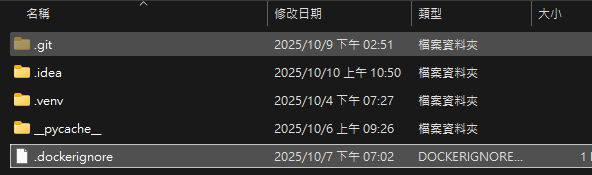 名稱 修改日期 類型 大小
.git 2025/10/9 下午 02:51 檔案資料夾
.idea 2025/10/10 上午 10:50 檔案資料夾
.venv 2025/10/4 下午 07:27 檔案資料夾
__pycache__ 2025/10/6 上午 09:26 檔案資料夾
.dockerignore 2025/10/7 下午 07:02 DOCKERIGNORE... 1